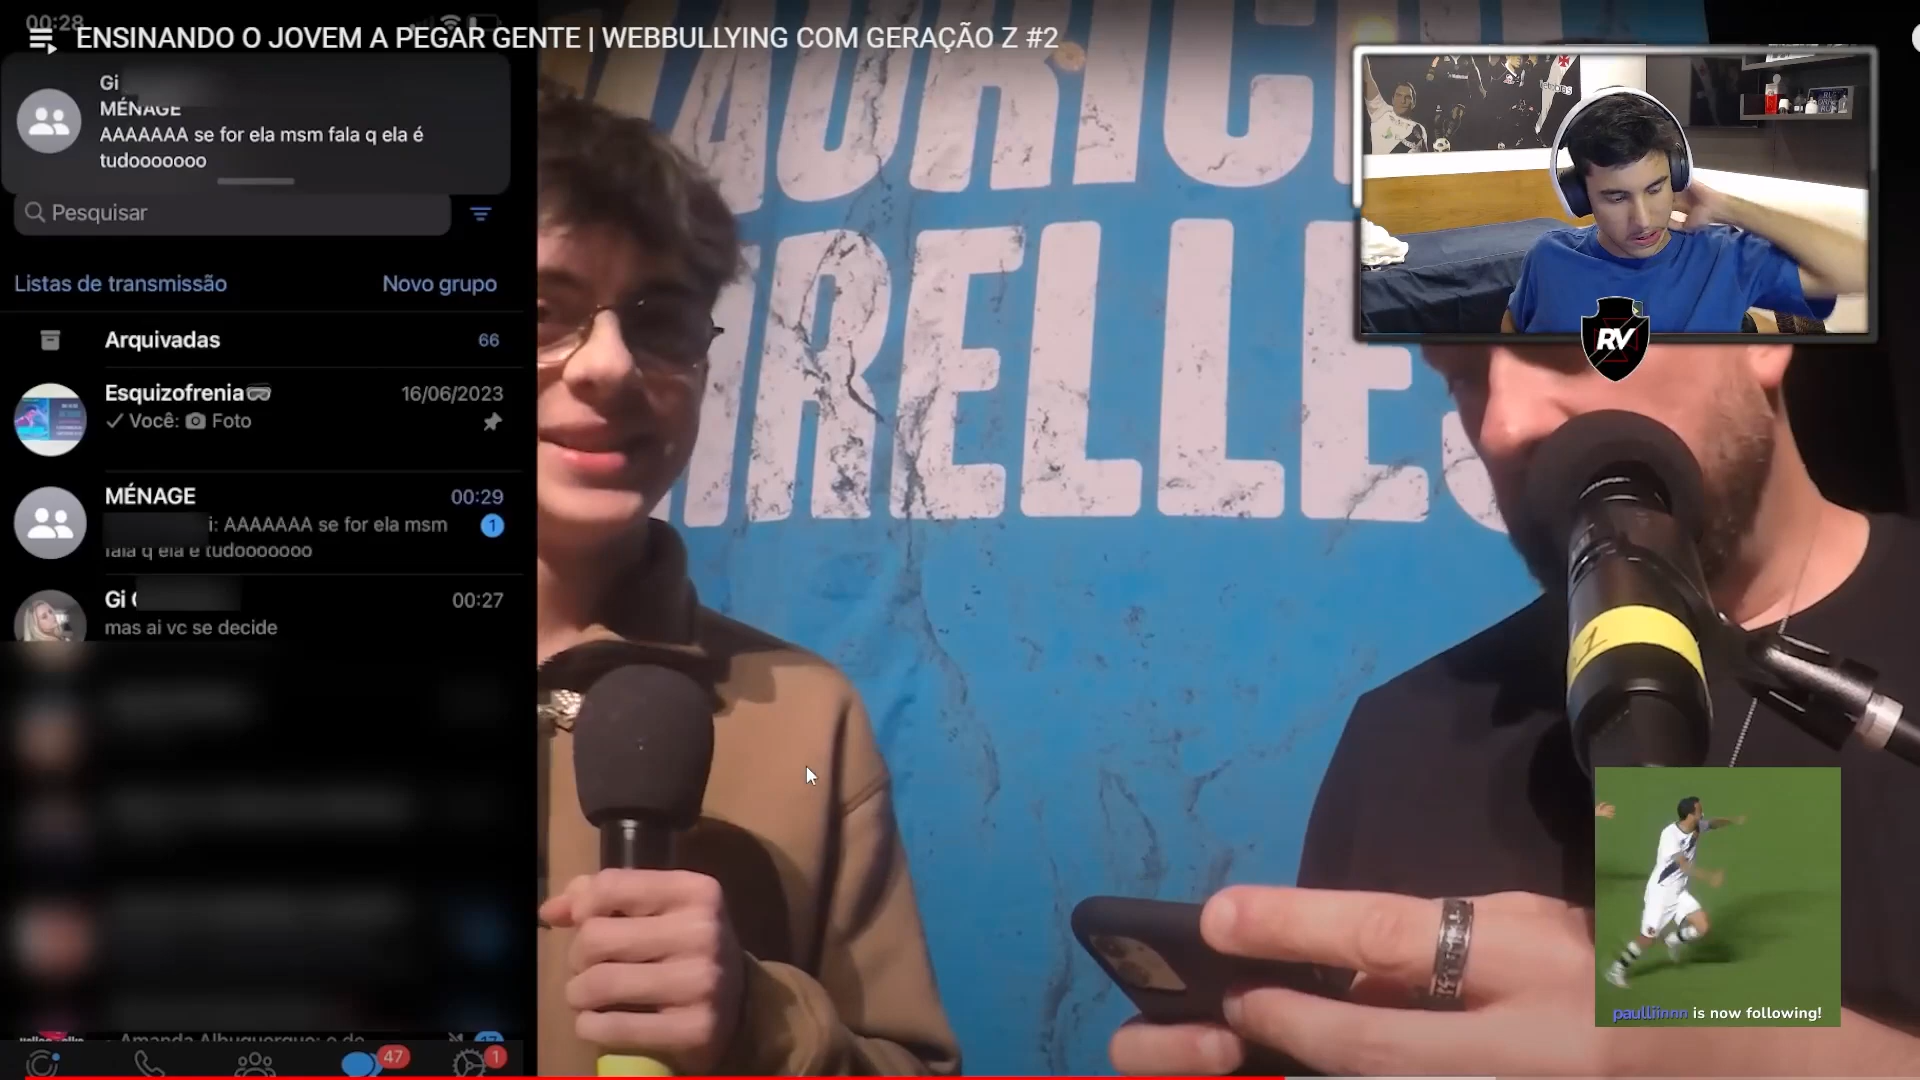 00:28
ENSINANDO O JOVEM A PEGAR GENTE | WEBBULLYING COM GERAÇÃO Z #2
Gi
MÉNAGE
AAAAAAA se for ela msm fala q ela é
tudooooooo
Pesquisar
Listas de transmissão
Novo grupo
Arquivadas
66
Esquizofrenia
16/06/2023
Você: Foto
MÉNAGE
00:29
i: AAAAAAA se for ela msm
1
fala q ela é tudooooooo
Gi
00:27
mas ai vc se decide
Amanda Albuquerque: o de
47
1
RV
paulliinnn is now following!